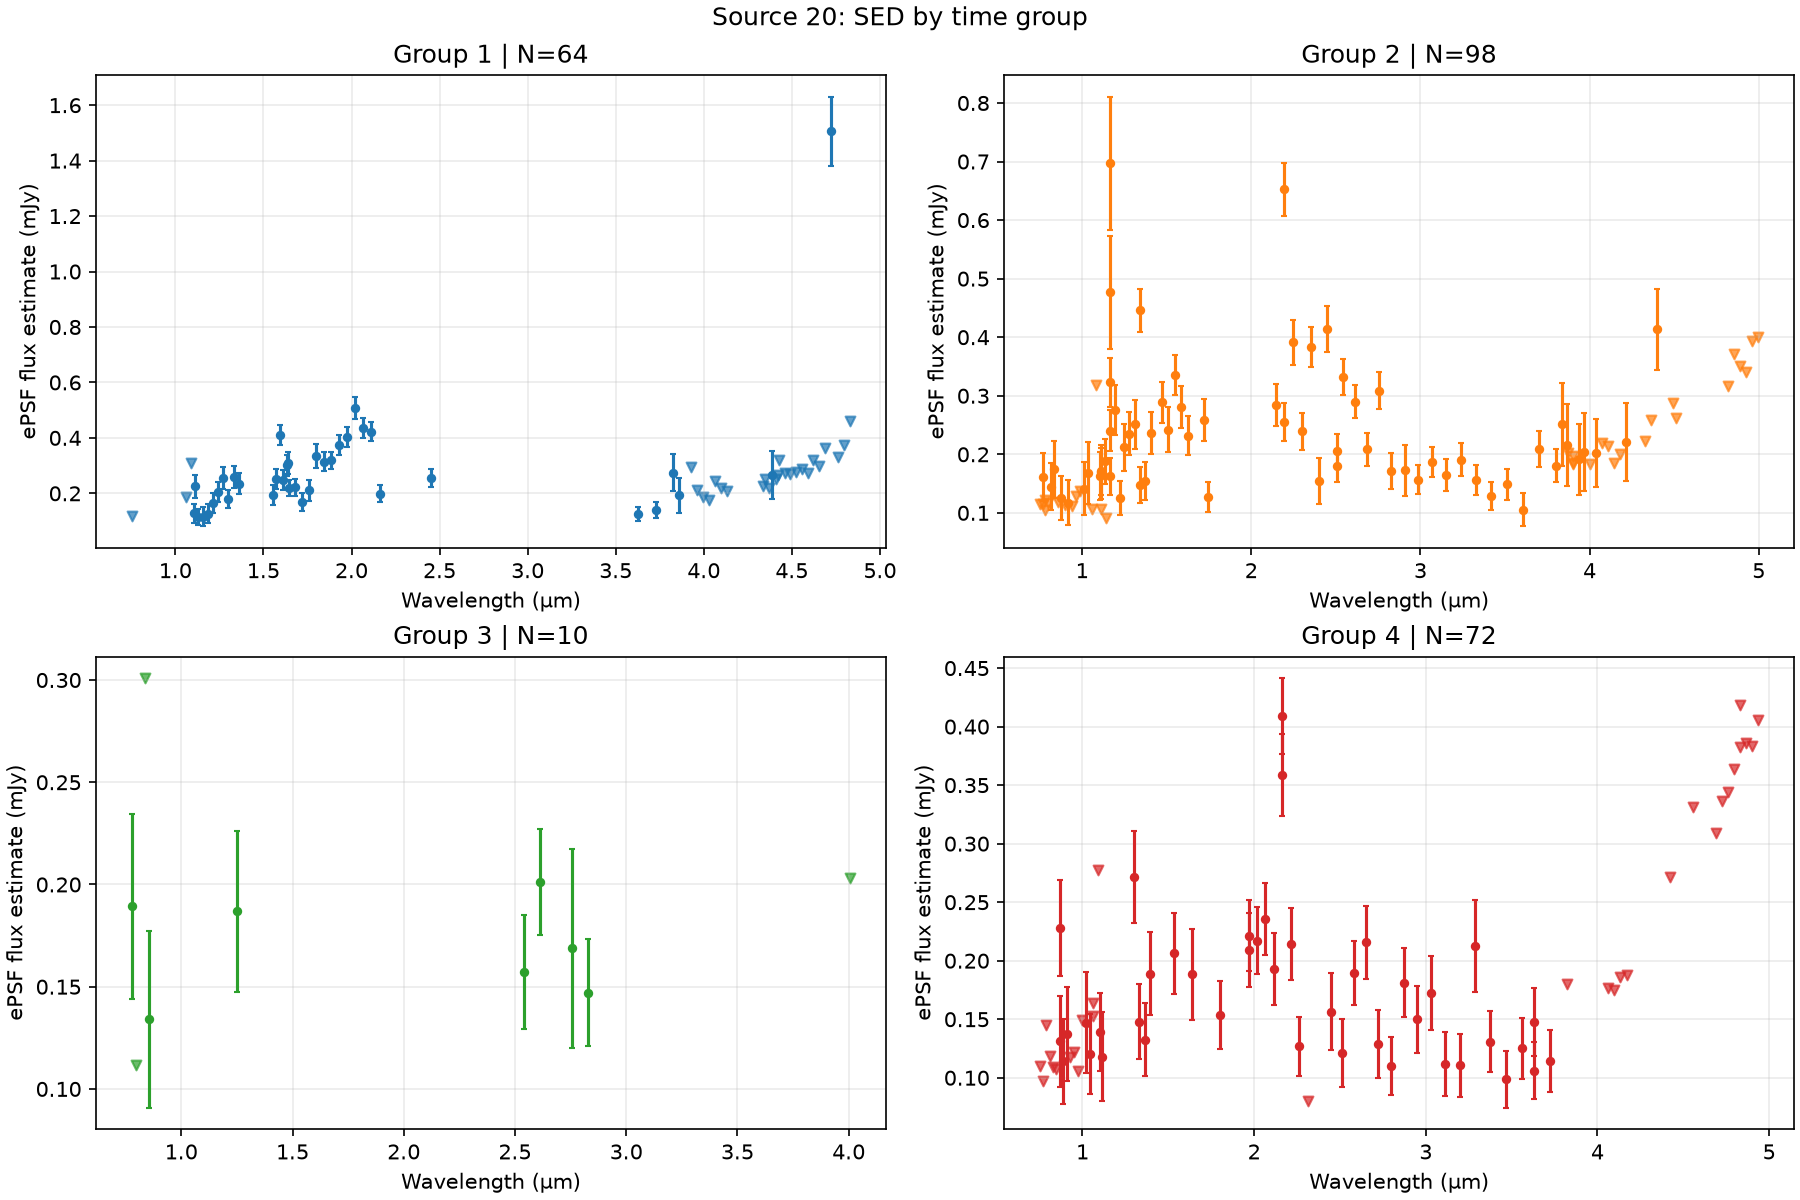 Source 20: SED by time group
Group 1 | N=64
ePSF flux estimate (mJy)
1.6
1.4
1.2
1.0
0.8
0.6
0.4
0.2
1.0 1.5 2.0 2.5 3.0 3.5 4.0 4.5 5.0
Wavelength (μm)
Group 2 | N=98
ePSF flux estimate (mJy)
0.8
0.7
0.6
0.5
0.4
0.3
0.2
0.1
1 2 3 4 5
Wavelength (μm)
Group 3 | N=10
ePSF flux estimate (mJy)
0.30
0.25
0.20
0.15
0.10
1.0 1.5 2.0 2.5 3.0 3.5 4.0
Wavelength (μm)
Group 4 | N=72
ePSF flux estimate (mJy)
0.45
0.40
0.35
0.30
0.25
0.20
0.15
0.10
1 2 3 4 5
Wavelength (μm)